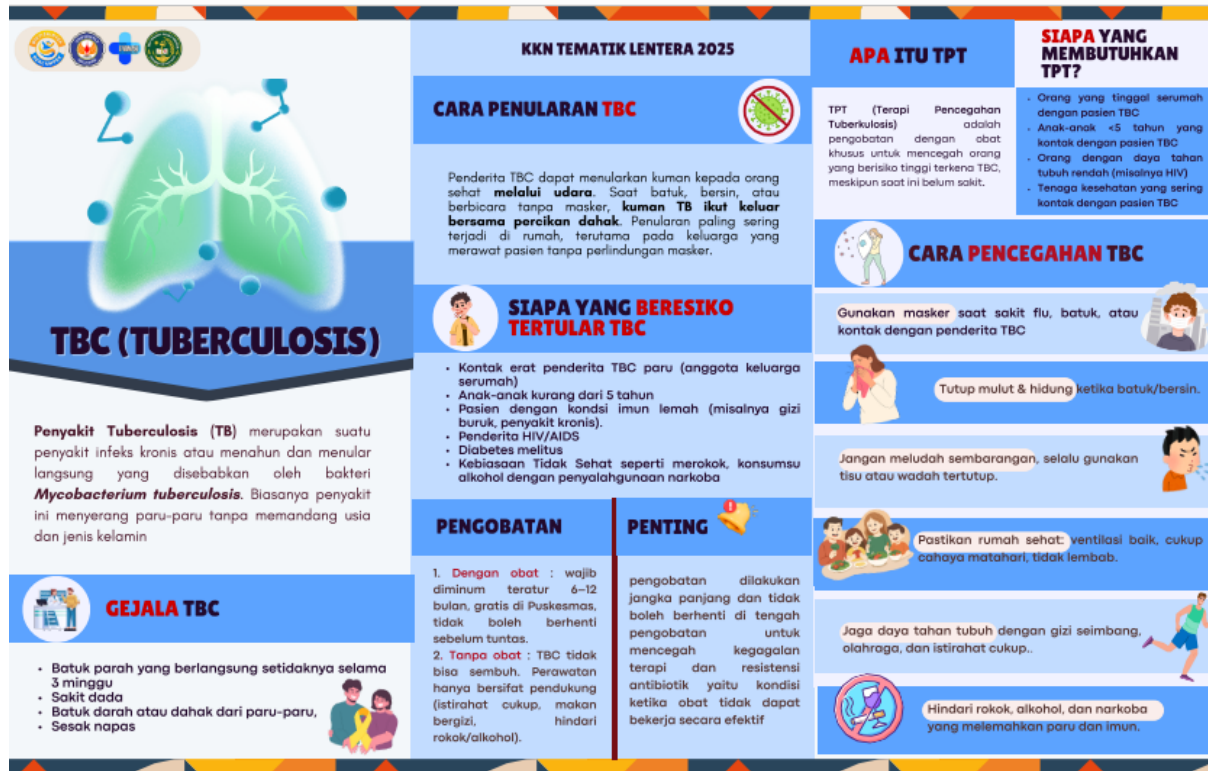 TBC (TUBERCULOSIS)
Penyakit Tuberculosis (TB) merupakan suatu
penyakit infeks kronis atau menahun dan menular
langsung yang disebabkan oleh bakteri
Mycobacterium tuberculosis. Biasanya penyakit
ini menyerang paru-paru tanpa memandang usia
dan jenis kelamin
GEJALA TBC
• Batuk parah yang berlangsung setidaknya selama
3 minggu
• Sakit dada
• Batuk darah atau dahak dari paru-paru,
• Sesak napas
KKN TEMATIK LENTERA 2025
CARA PENULARAN TBC
Penderita TBC dapat menularkan kuman kepada orang
sehat melalui udara. Saat batuk, bersin, atau
berbicara tanpa masker, kuman TB ikut keluar
bersama percikan dahak. Penularan paling sering
terjadi di rumah, terutama pada keluarga yang
merawat pasien tanpa perlindungan masker.
SIAPA YANG BERESIKO
TERTULAR TBC
• Kontak erat penderita TBC paru (anggota keluarga
serumah)
• Anak-anak kurang dari 5 tahun
• Pasien dengan kondsi imun lemah (misalnya gizi
buruk, penyakit kronis).
• Penderita HIV/AIDS
• Diabetes melitus
• Kebiasaan Tidak Sehat seperti merokok, konsumsu
alkohol dengan penyalahgunaan narkoba
PENGOBATAN
1. Dengan obat : wajib
diminum teratur 6–12
bulan, gratis di Puskesmas,
tidak boleh berhenti
sebelum tuntas.
2. Tanpa obat : TBC tidak
bisa sembuh. Perawatan
hanya bersifat pendukung
(istirahat cukup, makan
bergizi, hindari
rokok/alkohol).
PENTING
pengobatan dilakukan
jangka panjang dan tidak
boleh berhenti di tengah
pengobatan untuk
mencegah kegagalan
terapi dan resistensi
antibiotik yaitu kondisi
ketika obat tidak dapat
bekerja secara efektif
APA ITU TPT
TPT (Terapi Pencegahan
Tuberkulosis) adalah
pengobatan dengan obat
khusus untuk mencegah orang
yang berisiko tinggi terkena TBC,
meskipun saat ini belum sakit.
SIAPA YANG
MEMBUTUHKAN
TPT?
• Orang yang tinggal serumah
dengan pasien TBC
• Anak-anak <5 tahun yang
kontak dengan pasien TBC
• Orang dengan daya tahan
tubuh rendah (misalnya HIV)
• Tenaga kesehatan yang sering
kontak dengan pasien TBC
CARA PENCEGAHAN TBC
Gunakan masker saat sakit flu, batuk, atau
kontak dengan penderita TBC
Tutup mulut & hidung ketika batuk/bersin.
Jangan meludah sembarangan, selalu gunakan
tisu atau wadah tertutup.
Pastikan rumah sehat: ventilasi baik, cukup
cahaya matahari, tidak lembab.
Jaga daya tahan tubuh dengan gizi seimbang,
olahraga, dan istirahat cukup..
Hindari rokok, alkohol, dan narkoba
yang melemahkan paru dan imun.